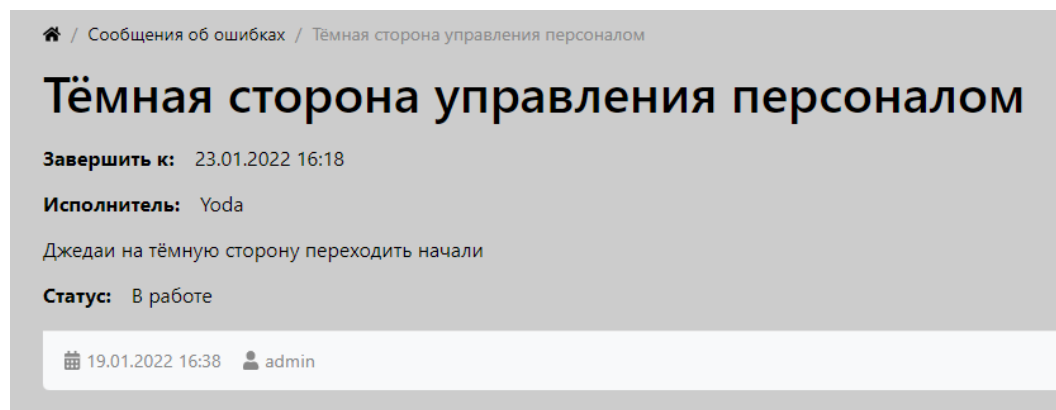 / Сообщения об ошибках / Тёмная сторона управления персоналом
Тёмная сторона управления персоналом
Завершить к: 23.01.2022 16:18
Исполнитель: Yoda
Джедаи на тёмную сторону переходить начали
Статус: В работе
19.01.2022 16:38 admin